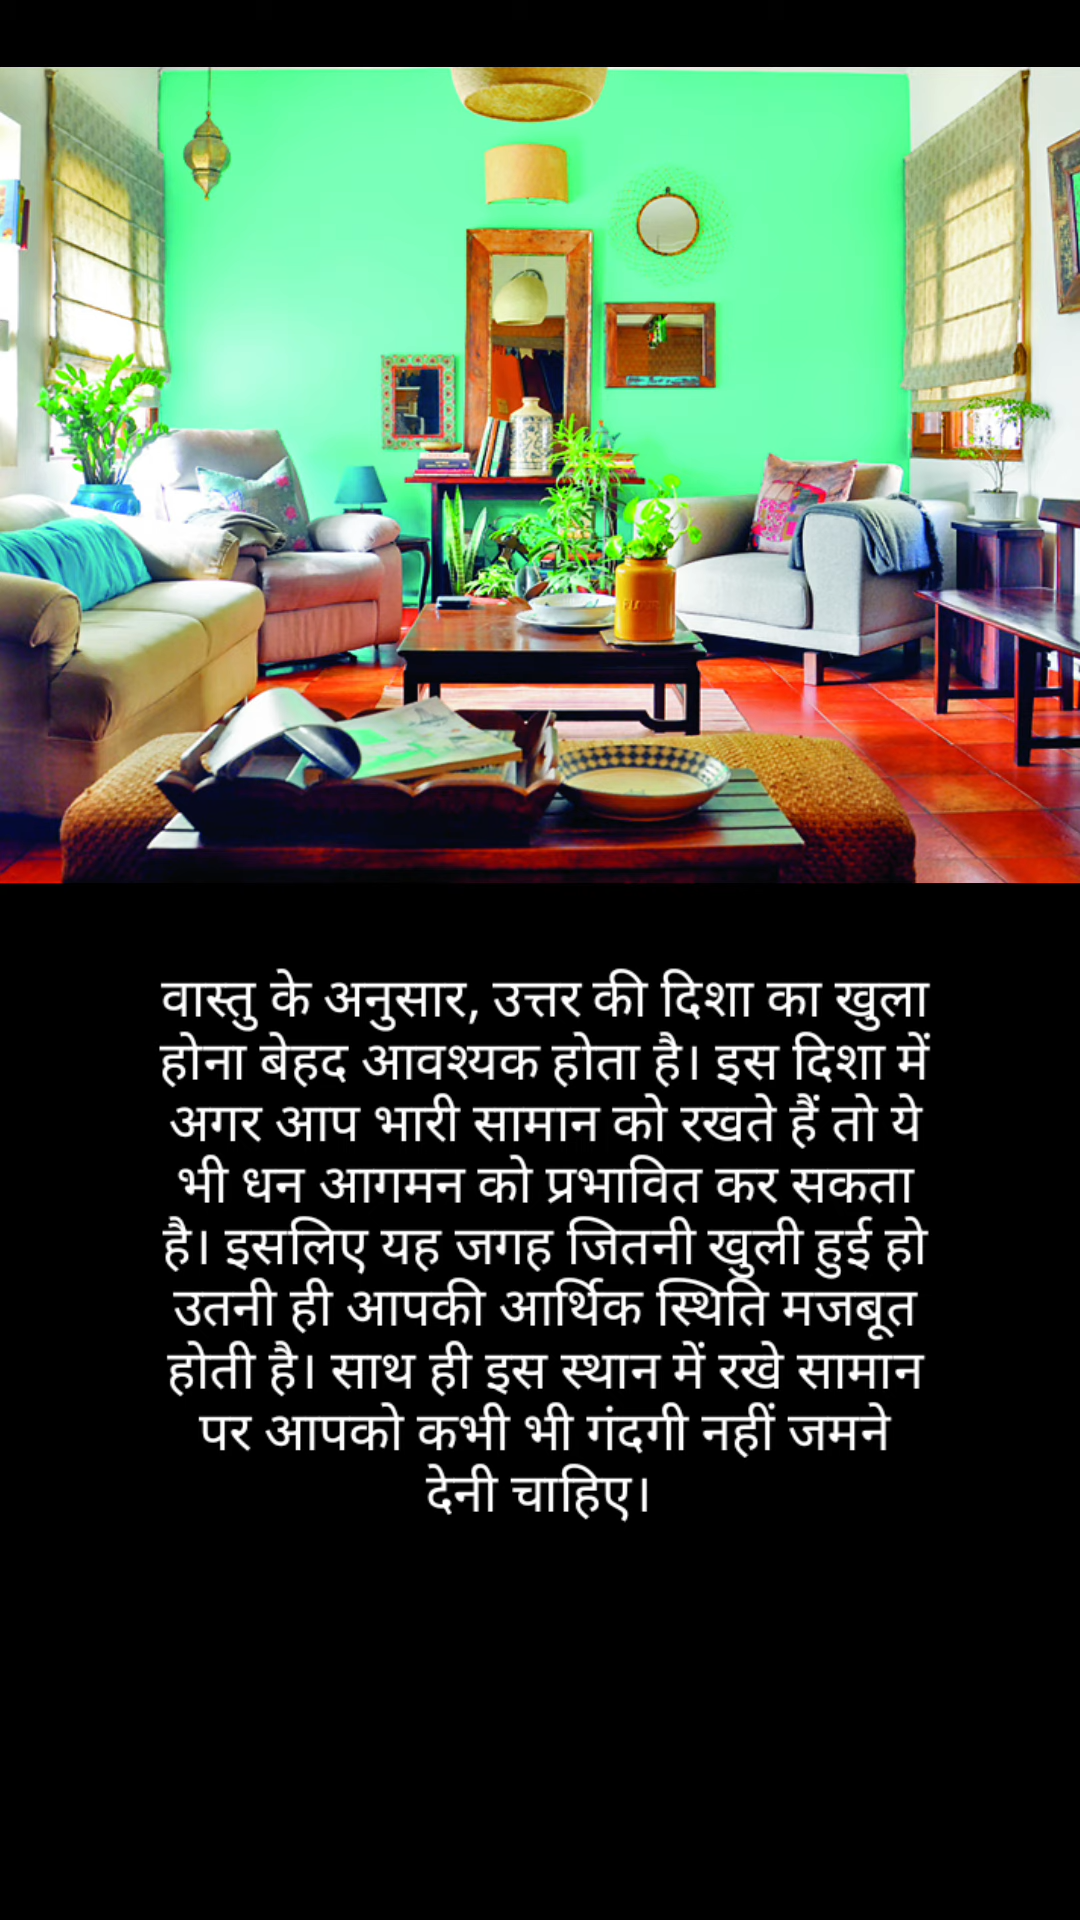 वास्तु के अनुसार, उत्तर की दिशा का खुला
होना बेहद आवश्यक होता है। इस दिशा में
अगर आप भारी सामान को रखते हैं तो ये
भी धन आगमन को प्रभावित कर सकता
है। इसलिए यह जगह जितनी खुली हुई हो
उतनी ही आपकी आर्थिक स्थिति मजबूत
होती है। साथ ही इस स्थान में रखे सामान
पर आपको कभी भी गंदगी नहीं जमने
देनी चाहिए।